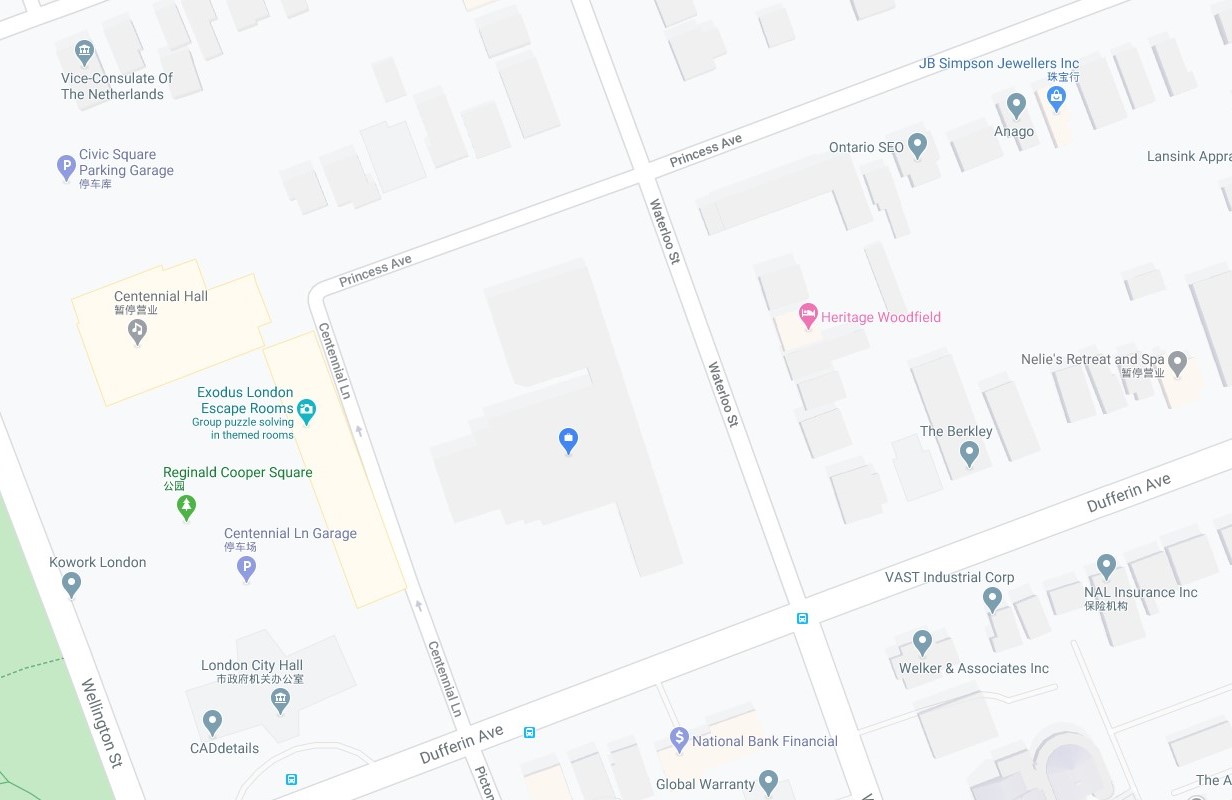 JB Simpson Jewellers Inc
珠宝行
Vice-Consulate Of
The Netherlands
Anago
Princess Ave
Ontario SEO
Lansink Appra
Civic Square
Parking Garage
停车库
P
Waterloo St
Princess Ave
Centennial Hall
暂停营业
Heritage Woodfield
Centennial Ln
Nelie's Retreat and Spa
暂停营业
Waterloo St
Exodus London
Escape Rooms
Group puzzle solving
in themed rooms
The Berkley
Reginald Cooper Square
公园
Dufferin Ave
Centennial Ln Garage
停车场
P
Kowork London
VAST Industrial Corp
NAL Insurance Inc
保险机构
London City Hall
市政府机关办公室
Centennial Ln
Welker & Associates Inc
Wellington St
CADdetails
Dufferin Ave
$
National Bank Financial
Global Warranty
Picton
The A